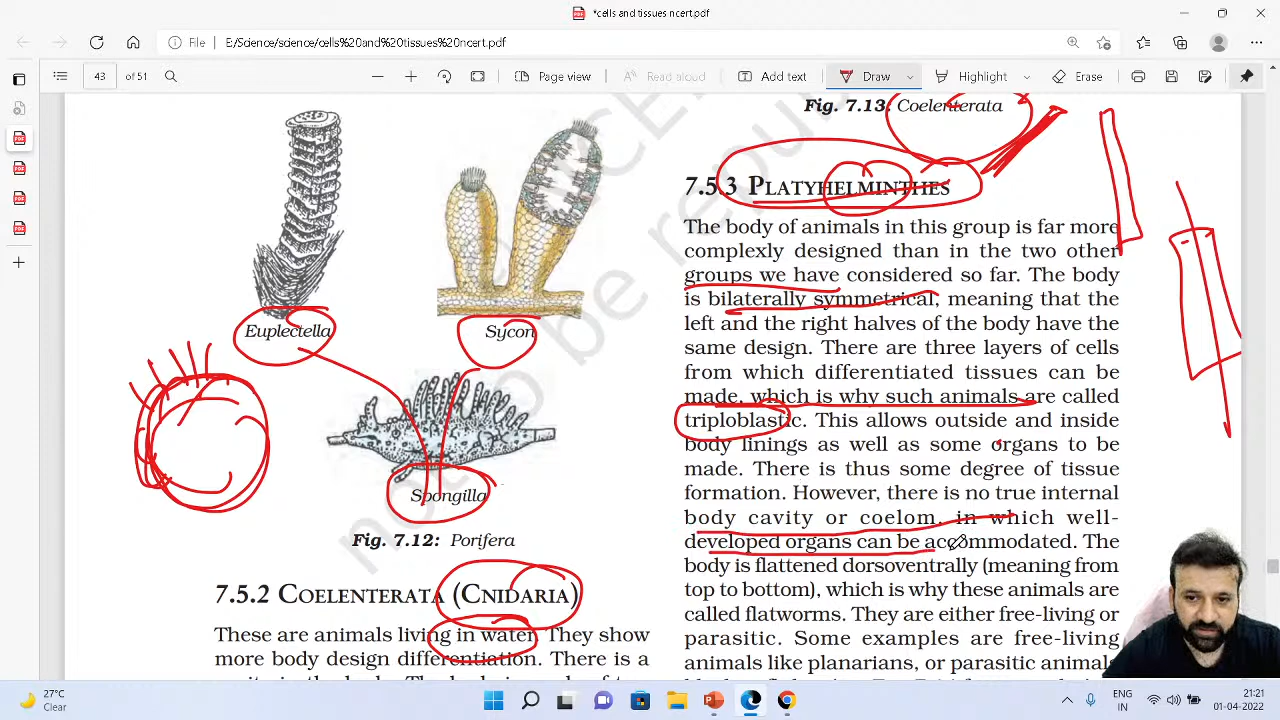 *cells and tissues ncert.pdf
File
E:/Science/science/cells%20and%20tissues%20ncert.pdf
43
Page view
Read aloud
Add text
Draw
Highlight
Erase
Euplectella
Sycon
Spongilla
Fig. 7.12: Porifera
7.5.2 COELENTERATA (CNIDARIA)
These are animals living in water. They show
more body design differentiation. There is a
Fig. 7.13: Coelenterata
7.5.3 PLATYHELMINTHES
The body of animals in this group is far more
complexly designed than in the two other
groups we have considered so far. The body
is bilaterally symmetrical, meaning that the
left and the right halves of the body have the
same design. There are three layers of cells
from which differentiated tissues can be
made, which is why such animals are called
triploblastic. This allows outside and inside
body linings as well as some organs to be
made. There is thus some degree of tissue
formation. However, there is no true internal
body cavity or coelom, in which well-
developed organs can be accommodated. The
body is flattened dorsoventrally (meaning from
top to bottom), which is why these animals are
called flatworms. They are either free-living or
parasitic. Some examples are free-living
animals like planarians, or parasitic animals
not to be republ
27°C
Clear
ENG
IN
21:21
01-04-2022